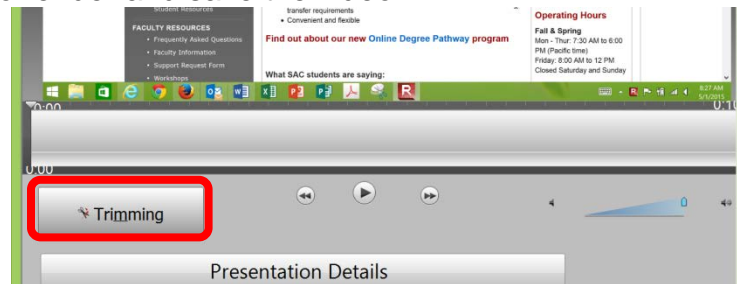 Student Resources
FACULTY RESOURCES
• Frequently Asked Questions
• Faculty Information
• Support Request Form
• Workshops
transfer requirements
• Convenient and flexible
Find out about our new Online Degree Pathway program
What SAC students are saying:
Operating Hours
Fall & Spring
Mon - Thur: 7:30 AM to 6:00
PM (Pacific time)
Friday: 8:00 AM to 12 PM
Closed Saturday and Sunday
8:27 AM
5/1/2015
0:00
0:10
0:00
Trimming
Presentation Details